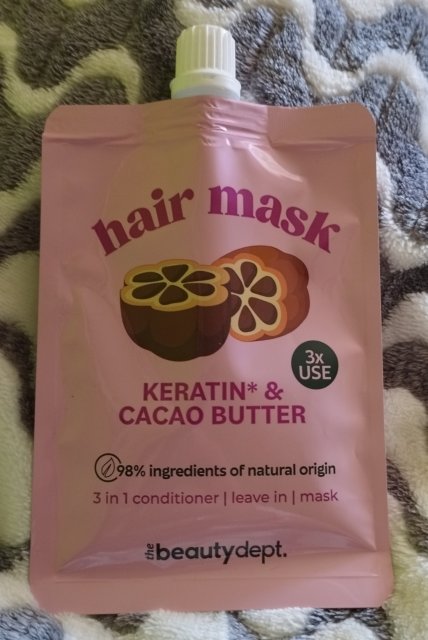 hair mask
3x
USE
KERATIN* &
CACAO BUTTER
98% ingredients of natural origin
3 in 1 conditioner | leave in | mask
the beautydept.